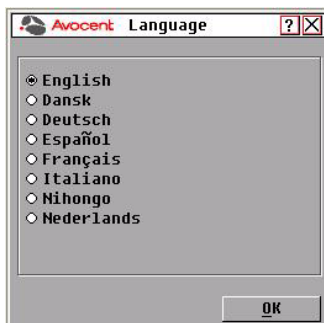 Avocent Language ? X
English
Dansk
Deutsch
Español
Français
Italiano
Nihongo
Nederlands
OK